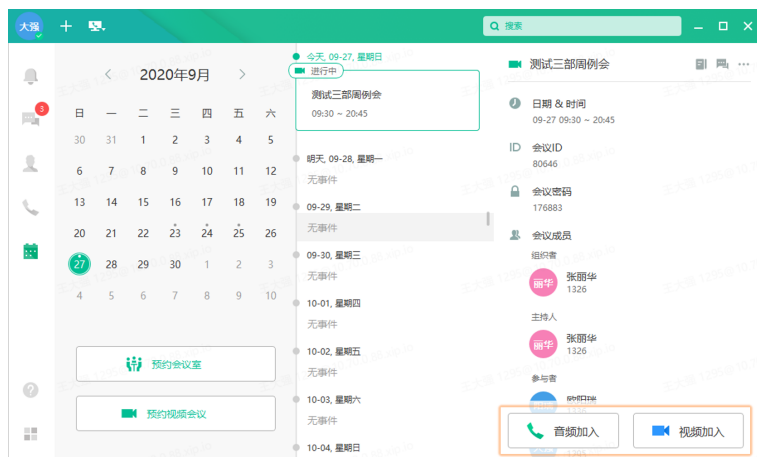 大强
搜索
2020年9月
日 一 二 三 四 五 六
30 31 1 2 3 4 5
6 7 8 9 10 11 12
13 14 15 16 17 18 19
20 21 22 23 24 25 26
27 28 29 30 1 2 3
4 5 6 7 8 9 10
预约会议室
预约视频会议
3
今天, 09-27, 星期日
进行中
测试三部周例会
09:30 ~ 20:45
明天, 09-28, 星期一
无事件
09-29, 星期二
无事件
09-30, 星期三
无事件
10-01, 星期四
无事件
10-02, 星期五
无事件
10-03, 星期六
无事件
10-04, 星期日
测试三部周例会
日期 & 时间
09-27 09:30 ~ 20:45
ID 会议ID
80646
会议密码
176883
会议成员
组织者
丽华 张丽华
1326
主持人
丽华 张丽华
1326
参与者
欧阳瑞
音频加入
视频加入